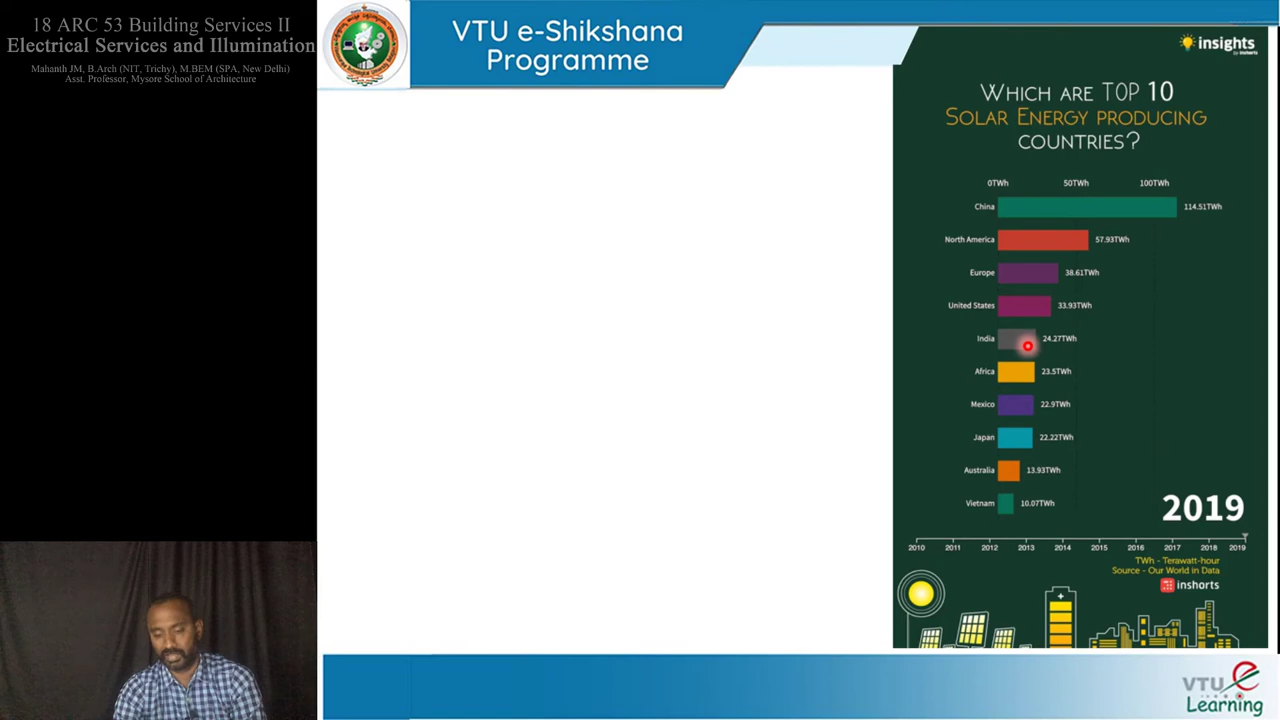 18 ARC 53 Building Services II
Electrical Services and Illumination
Mahanth JM, B.Arch (NIT, Trichy), M.BEM (SPA, New Delhi)
Asst. Professor, Mysore School of Architecture
VTU e-Shikshana
Programme
insights
by inshorts
WHICH ARE TOP 10
SOLAR ENERGY PRODUCING
COUNTRIES?
0TWh 50TWh 100TWh
China 114.51TWh
North America 57.93TWh
Europe 38.61TWh
United States 33.93TWh
India 24.27TWh
Africa 23.5TWh
Mexico 22.9TWh
Japan 22.22TWh
Australia 13.93TWh
Vietnam 10.07TWh
2019
2010 2011 2012 2013 2014 2015 2016 2017 2018 2019
TWh - Terawatt-hour
Source - Our World in Data
inshorts
VTU e
Learning